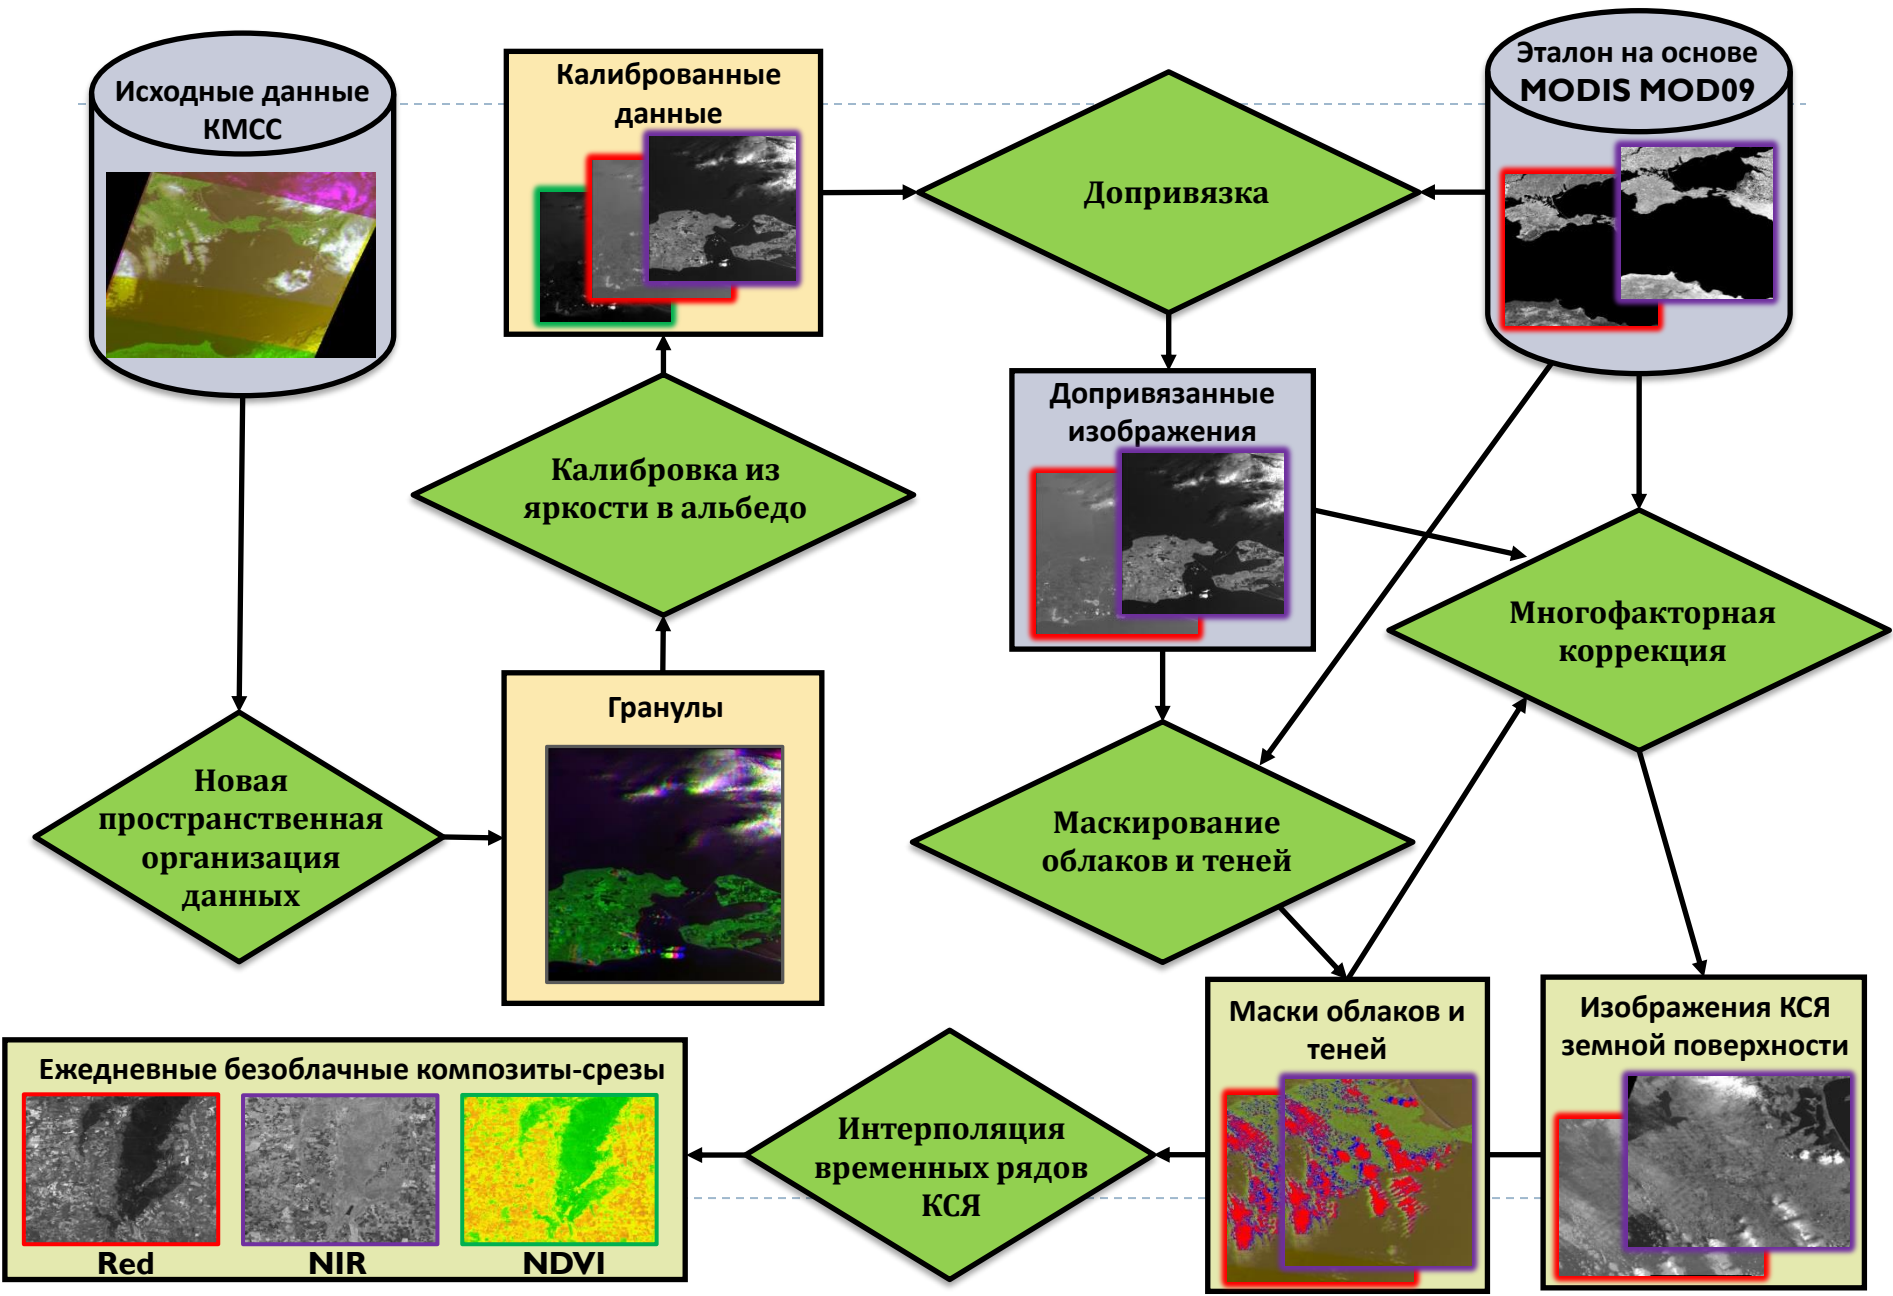 Исходные данные
КМСС
Калиброванные
данные
Допривязка
Эталон на основе
MODIS MOD09
Калибровка из
яркости в альбедо
Допривязанные
изображения
Многофакторная
коррекция
Новая
пространственная
организация
данных
Гранулы
Маскирование
облаков и теней
Ежедневные безоблачные композиты-срезы
Red
NIR
NDVI
Интерполяция
временных рядов
КСЯ
Маски облаков и
теней
Изображения КСЯ
земной поверхности